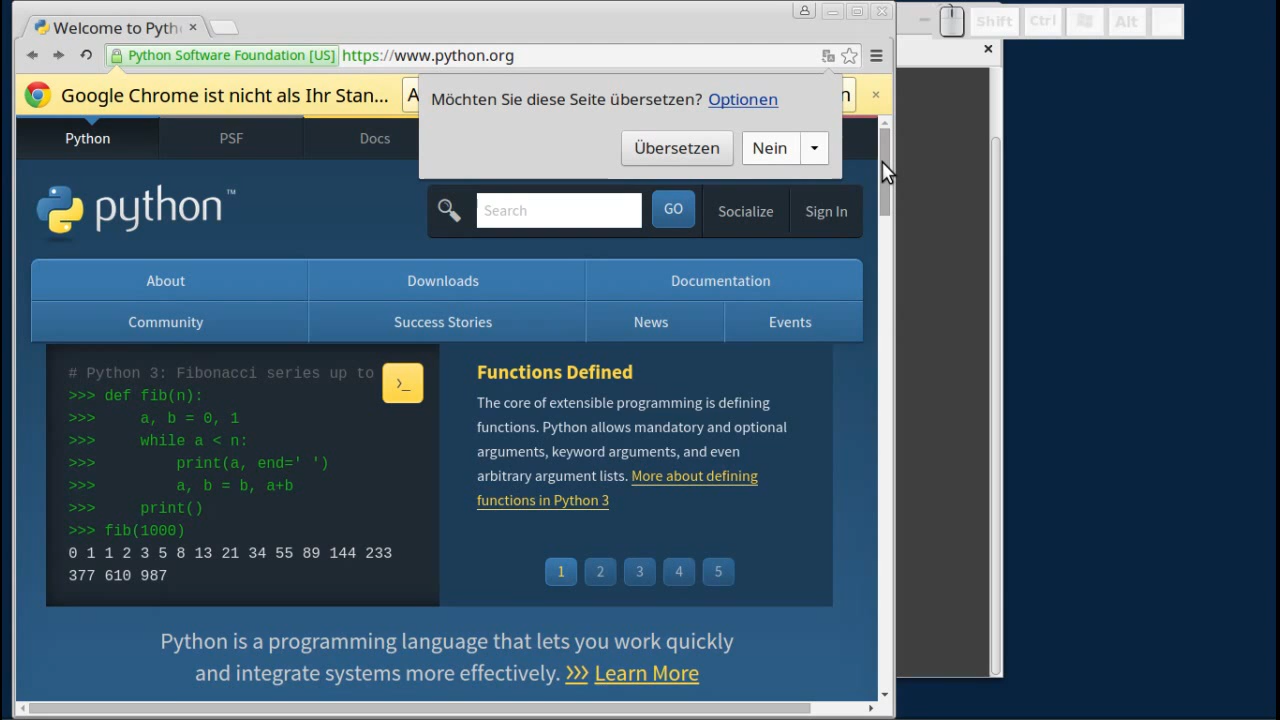 Welcome to Pyth
Shift Ctrl Alt
Python Software Foundation [US] https://www.python.org
Google Chrome ist nicht als Ihr Stan...
Möchten Sie diese Seite übersetzen? Optionen
Übersetzen Nein
Python PSF Docs
python™
Search GO Socialize Sign In
About Downloads Documentation
Community Success Stories News Events
# Python 3: Fibonacci series up to
>>> def fib(n):
>>>     a, b = 0, 1
>>>     while a < n:
>>>         print(a, end=' ')
>>>         a, b = b, a+b
>>>     print()
>>> fib(1000)
0 1 1 2 3 5 8 13 21 34 55 89 144 233
377 610 987
>_
Functions Defined
The core of extensible programming is defining
functions. Python allows mandatory and optional
arguments, keyword arguments, and even
arbitrary argument lists. More about defining
functions in Python 3
1 2 3 4 5
Python is a programming language that lets you work quickly
and integrate systems more effectively. >>> Learn More